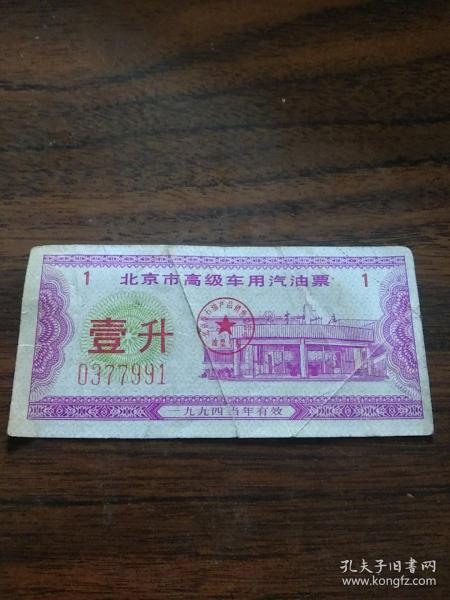 1 北京市高级车用汽油票 1
壹升
0377991
一九九四当年有效
孔夫子旧书网
www.kongfz.com